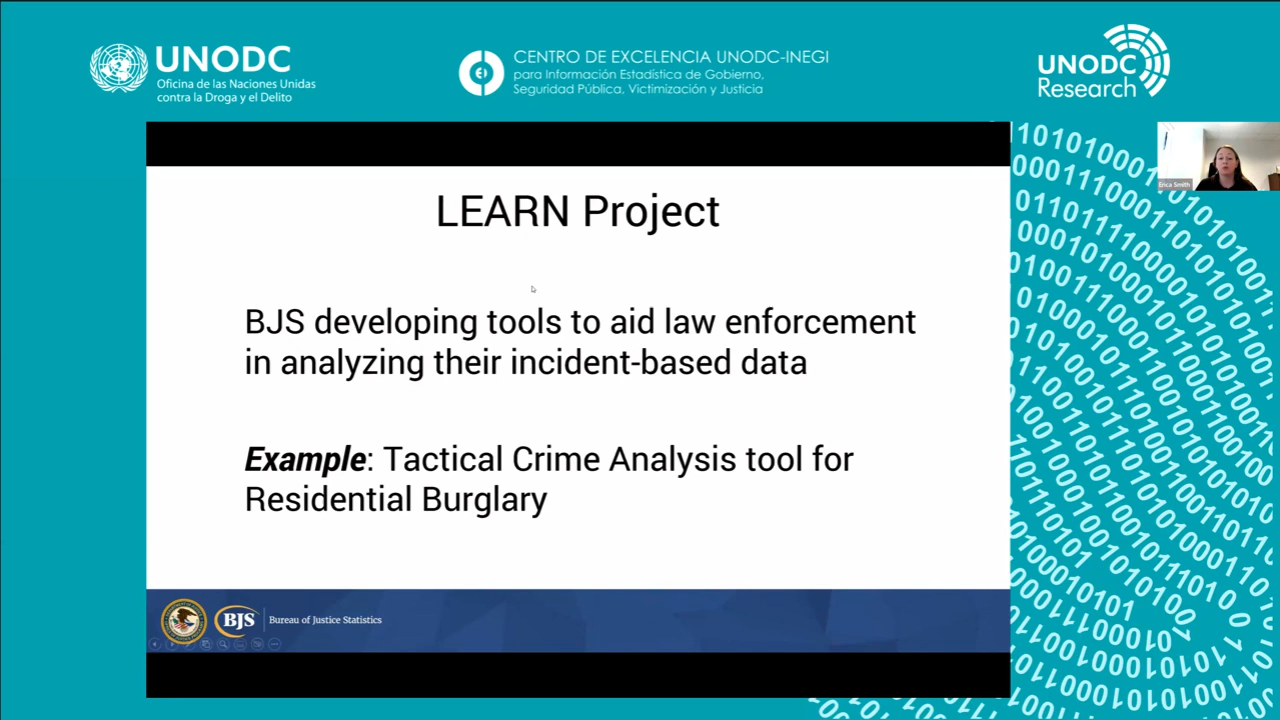 UNODC
Oficina de las Naciones Unidas
contra la Droga y el Delito
CENTRO DE EXCELENCIA UNODC-INEGI
para Información Estadística de Gobierno,
Seguridad Pública, Victimización y Justicia
UNODC
Research
Erica Smith
LEARN Project
BJS developing tools to aid law enforcement
in analyzing their incident-based data
Example: Tactical Crime Analysis tool for
Residential Burglary
BJS
Bureau of Justice Statistics